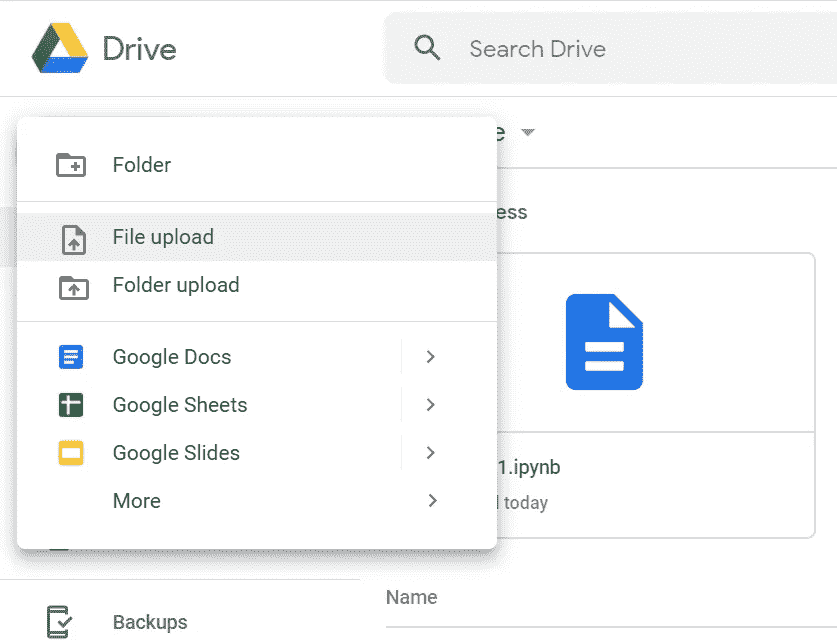 Drive
Search Drive
e
Folder
ess
File upload
Folder upload
Google Docs
Google Sheets
Google Slides
1.ipynb
More
d today
Name
Backups